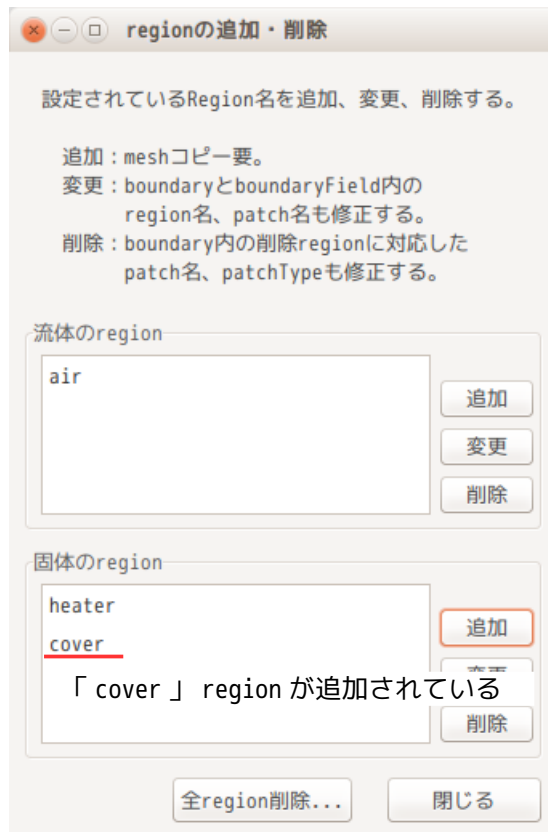 regionの追加・削除
設定されているRegion名を追加、変更、削除する。
追加：meshコピー要。
変更：boundaryとboundaryField内の
region名、patch名も修正する。
削除：boundary内の削除regionに対応した
patch名、patchTypeも修正する。
流体のregion
air
追加
変更
削除
固体のregion
heater
追加
cover
「 cover 」 region が追加されている
削除
全region削除...
閉じる